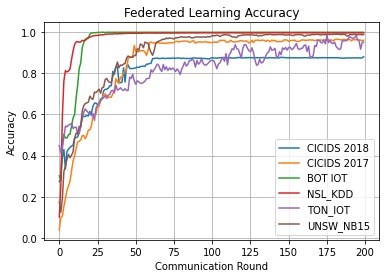 Federated Learning Accuracy
1.0
0.8
0.6
0.4
0.2
0.0
Accuracy
0 25 50 75 100 125 150 175 200
Communication Round
CICIDS 2018
CICIDS 2017
BOT IOT
NSL_KDD
TON_IOT
UNSW_NB15